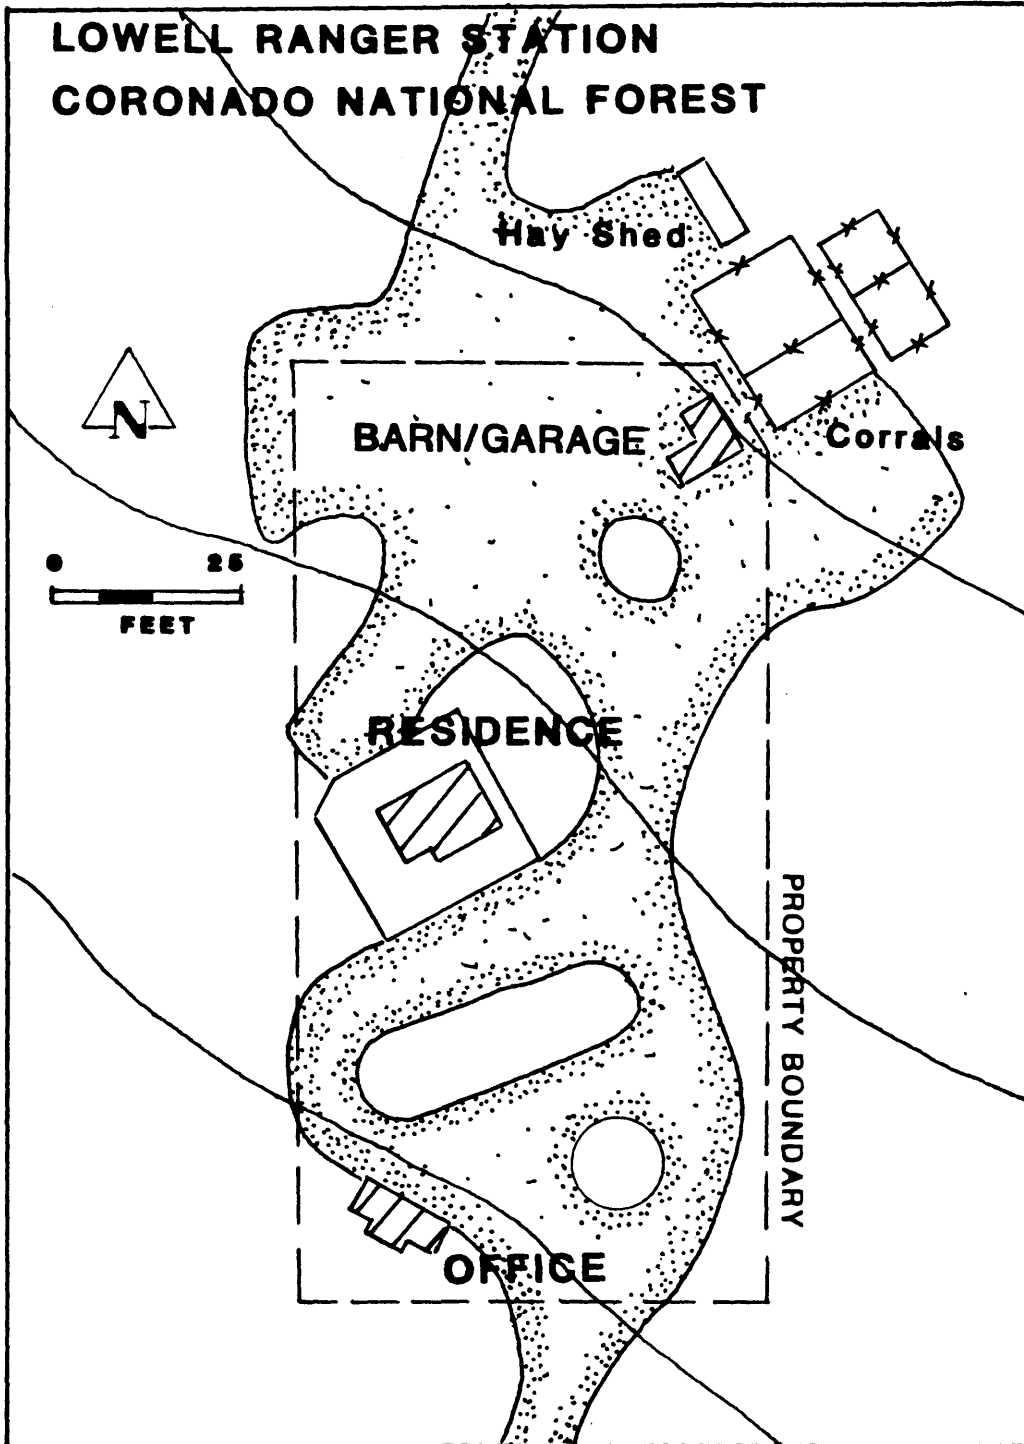 LOWELL RANGER STATION
CORONADO NATIONAL FOREST
Hay Shed
N
BARN/GARAGE
Corrals
0 25
FEET
RESIDENCE
PROPERTY BOUNDARY
OFFICE